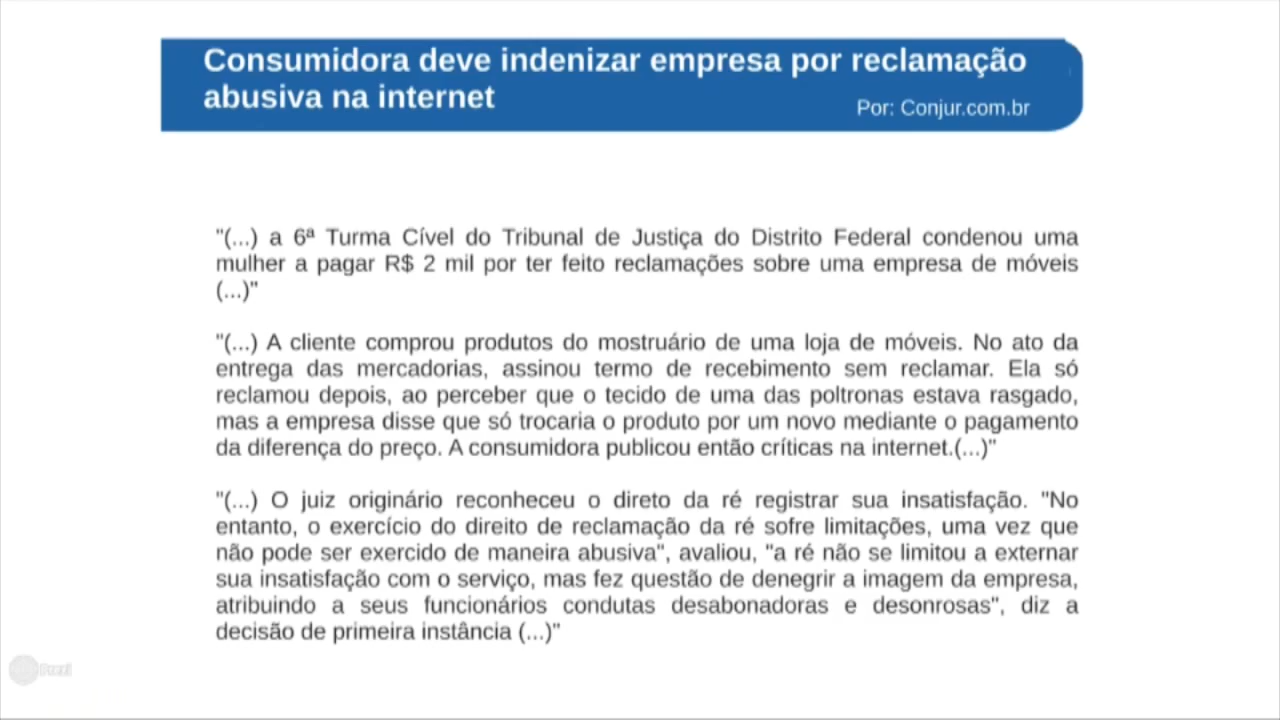 Consumidora deve indenizar empresa por reclamação
abusiva na internet
Por: Conjur.com.br
"(...) a 6ª Turma Cível do Tribunal de Justiça do Distrito Federal condenou uma
mulher a pagar R$ 2 mil por ter feito reclamações sobre uma empresa de móveis
(...)"
"(...) A cliente comprou produtos do mostruário de uma loja de móveis. No ato da
entrega das mercadorias, assinou termo de recebimento sem reclamar. Ela só
reclamou depois, ao perceber que o tecido de uma das poltronas estava rasgado,
mas a empresa disse que só trocaria o produto por um novo mediante o pagamento
da diferença do preço. A consumidora publicou então críticas na internet.(...)"
"(...) O juiz originário reconheceu o direto da ré registrar sua insatisfação. "No
entanto, o exercício do direito de reclamação da ré sofre limitações, uma vez que
não pode ser exercido de maneira abusiva", avaliou, "a ré não se limitou a externar
sua insatisfação com o serviço, mas fez questão de denegrir a imagem da empresa,
atribuindo a seus funcionários condutas desabonadoras e desonrosas", diz a
decisão de primeira instância (...)"